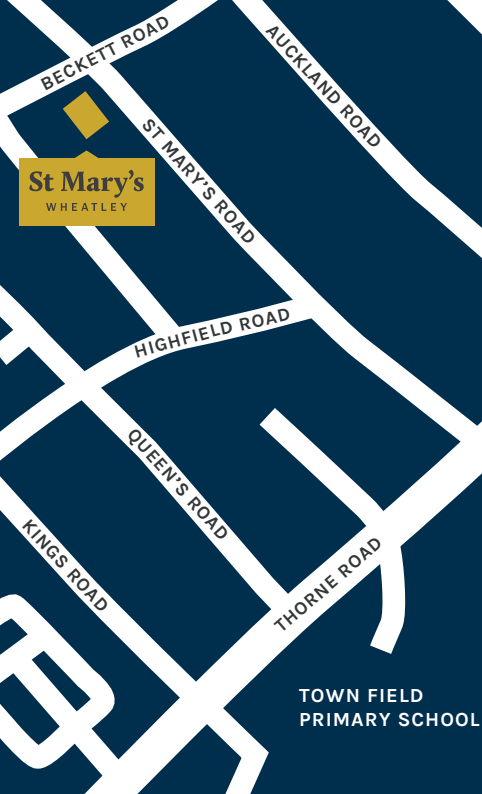 BECKETT ROAD
AUCKLAND ROAD
ST MARY'S ROAD
St Mary's
WHEATLEY
HIGHFIELD ROAD
QUEEN'S ROAD
KINGS ROAD
THORNE ROAD
TOWN FIELD
PRIMARY SCHOOL